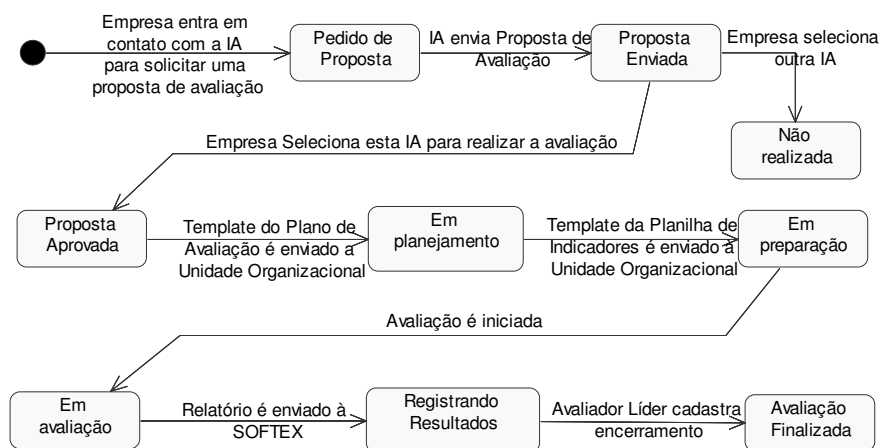 Empresa entra em
contato com a IA
para solicitar uma
proposta de avaliação
Pedido de
Proposta
IA envia Proposta de
Avaliação
Proposta
Enviada
Empresa seleciona
outra IA
Não
realizada
Empresa Seleciona esta IA para realizar a avaliação
Proposta
Aprovada
Template do Plano de
Avaliação é enviado à
Unidade Organizacional
Em
planejamento
Template da Planilha de
Indicadores é enviado à
Unidade Organizacional
Em
preparação
Avaliação é iniciada
Em
avaliação
Relatório é enviado à
SOFTEX
Registrando
Resultados
Avaliador Líder cadastra
encerramento
Avaliação
Finalizada